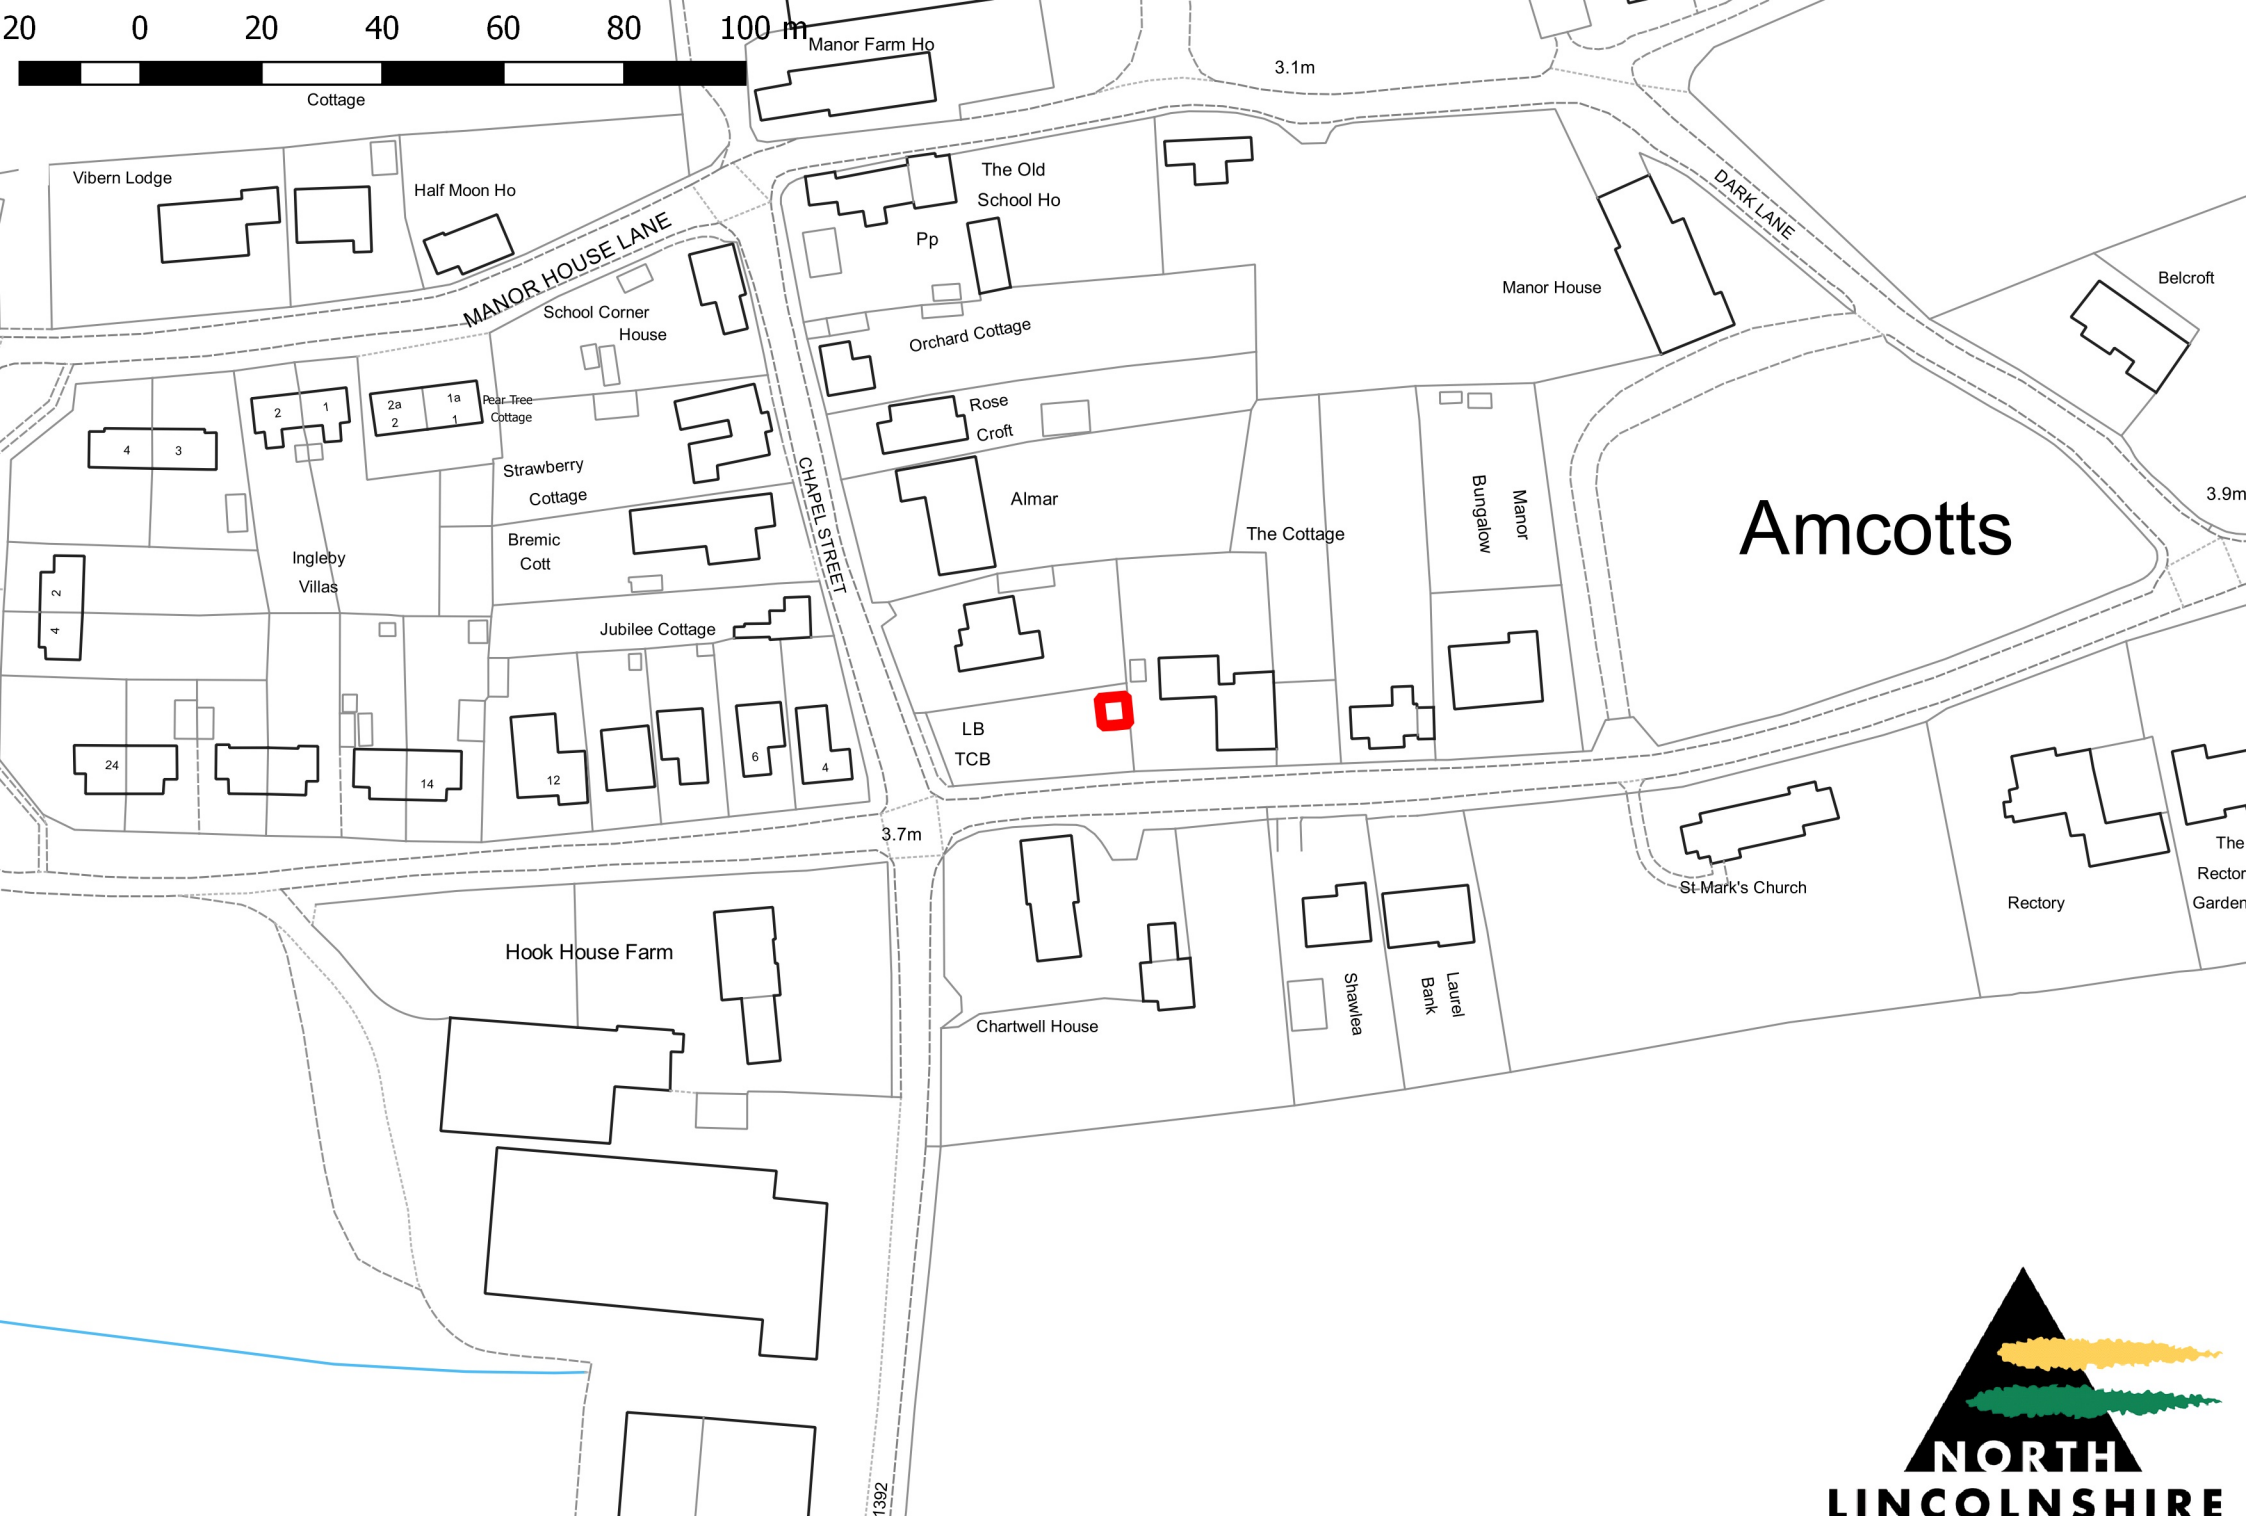 20 0 20 40 60 80 100 m
Cottage
Manor Farm Ho
3.1m
Vibern Lodge
Half Moon Ho
The Old
School Ho
Pp
DARK LANE
MANOR HOUSE LANE
School Corner
House
Manor House
Belcroft
Orchard Cottage
2
1
2a
2
1a
1
Pear Tree
Cottage
Rose
Croft
4
3
Strawberry
Cottage
CHAPEL STREET
Almar
The Cottage
Manor
Bungalow
Amcotts
3.9m
Bremic
Cott
Ingleby
Villas
2
4
Jubilee Cottage
LB
TCB
24
14
12
6
4
3.7m
St Mark's Church
Rectory
The
Rector
Garden
Hook House Farm
Chartwell House
Shawlea
Laurel
Bank
1392
NORTH
LINCOLNSHIRE